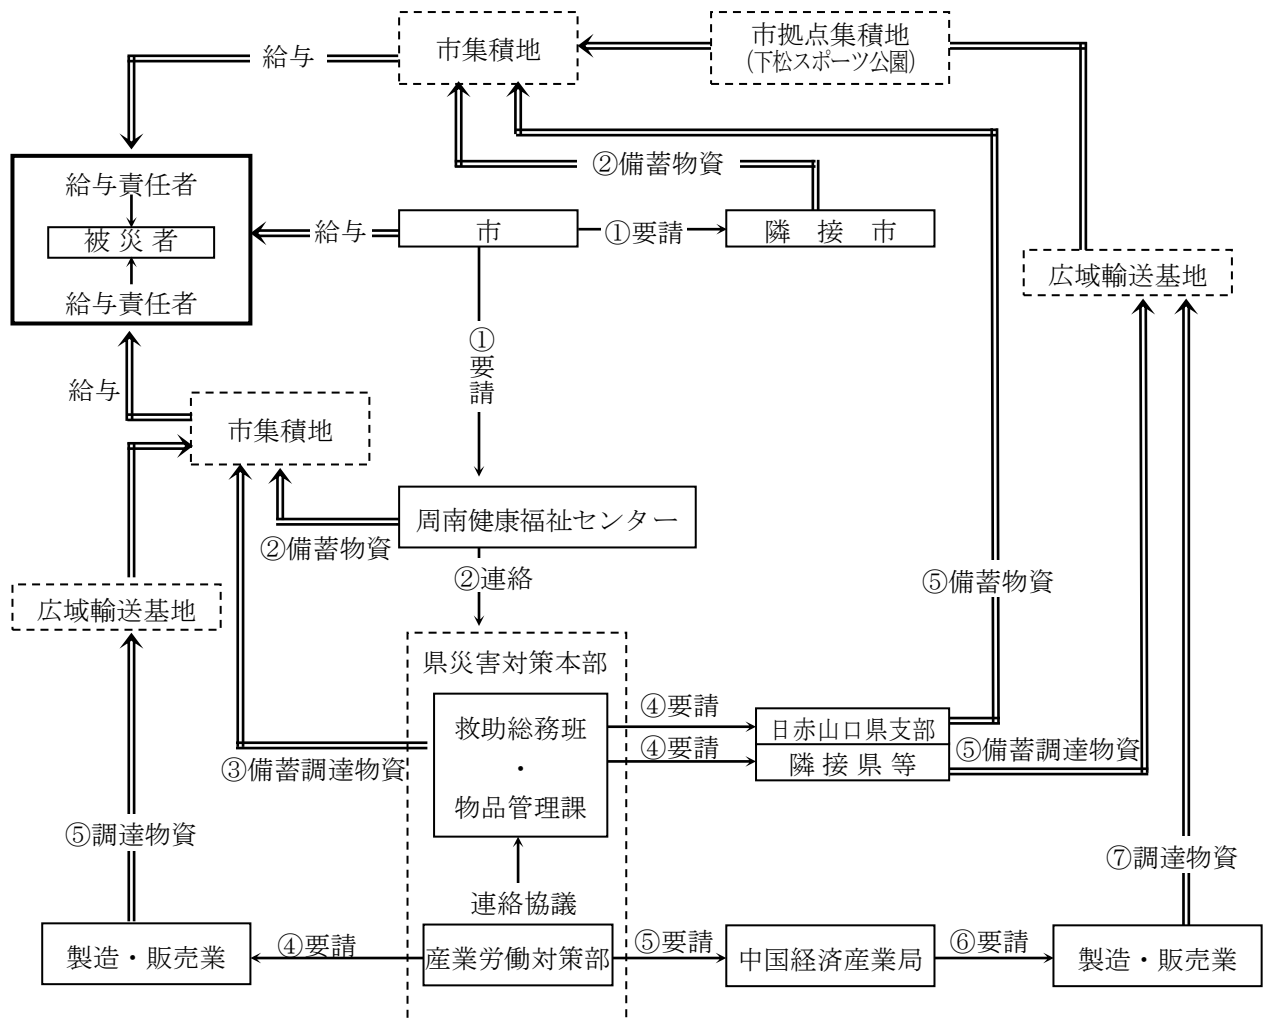 市集積地
市拠点集積地
(下松スポーツ公園)
給与
②備蓄物資
給与責任者
被災者
給与責任者
給与
市
①要請
隣 接 市
広域輸送基地
①要請
給与
市集積地
周南健康福祉センター
②備蓄物資
②連絡
⑤備蓄物資
広域輸送基地
県災害対策本部
救助総務班
・
物品管理課
④要請
④要請
日赤山口県支部
隣接県等
⑤備蓄調達物資
③備蓄調達物資
⑤調達物資
⑦調達物資
連絡協議
製造・販売業
④要請
産業労働対策部
⑤要請
中国経済産業局
⑥要請
製造・販売業